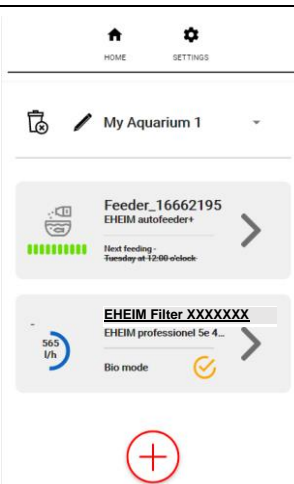 HOME
SETTINGS
My Aquarium 1
Feeder_16662195
EHEIM autofeeder+
Next feeding -
Tuesday at 12:00 o'clock
-
EHEIM Filter XXXXXXX
EHEIM professionel 5e 4...
565
l/h
Bio mode